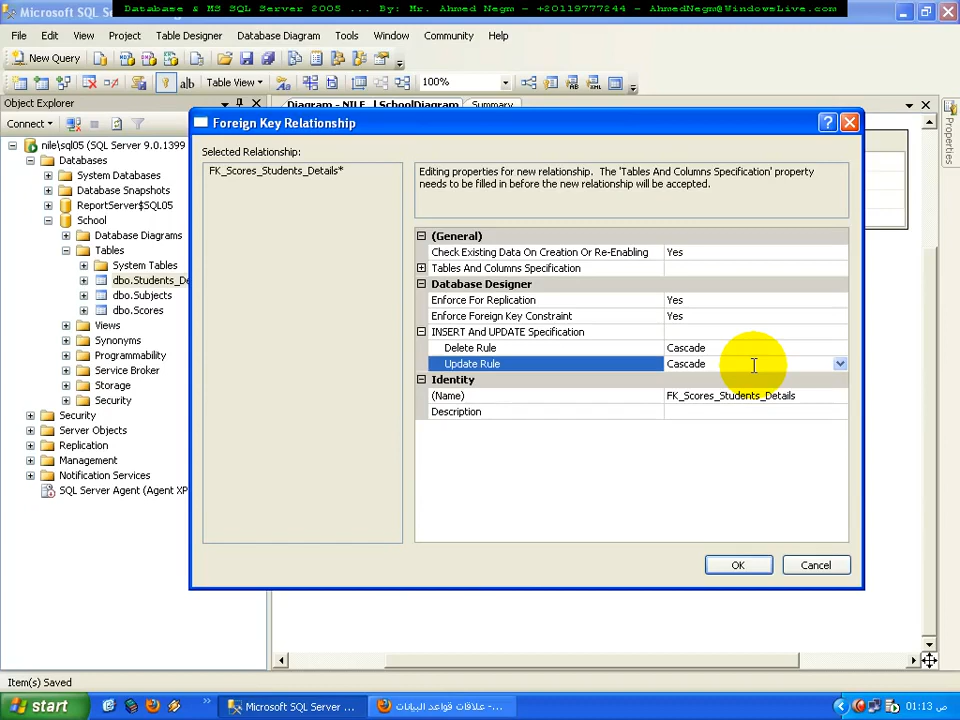 Microsoft SQL Ser
Database & MS SQL Server 2005 ... By: Mr. Ahmed Negm - +20119777244 - AhmedNegm@WindowsLive.com
File Edit View Project Table Designer Database Diagram Tools Window Community Help
New Query
Table View 100%
Object Explorer
Diagram - NILE SchoolDiagram Summary
Connect
Properties
nile\sql05 (SQL Server 9.0.1399
Databases
System Databases
Database Snapshots
ReportServer$SQL05
School
Database Diagrams
Tables
System Tables
dbo.Students_De
dbo.Subjects
dbo.Scores
Views
Synonyms
Programmability
Service Broker
Storage
Security
Security
Server Objects
Replication
Management
Notification Services
SQL Server Agent (Agent XP
Foreign Key Relationship
Selected Relationship:
FK_Scores_Students_Details*
Editing properties for new relationship. The 'Tables And Columns Specification' property
needs to be filled in before the new relationship will be accepted.
(General)
Check Existing Data On Creation Or Re-Enabling Yes
Tables And Columns Specification
Database Designer
Enforce For Replication Yes
Enforce Foreign Key Constraint Yes
INSERT And UPDATE Specification
Delete Rule Cascade
Update Rule Cascade
Identity
(Name) FK_Scores_Students_Details
Description
OK Cancel
Item(s) Saved
start
Microsoft SQL Server ...
علاقات قواعد البيانات - ...
01:13 ص